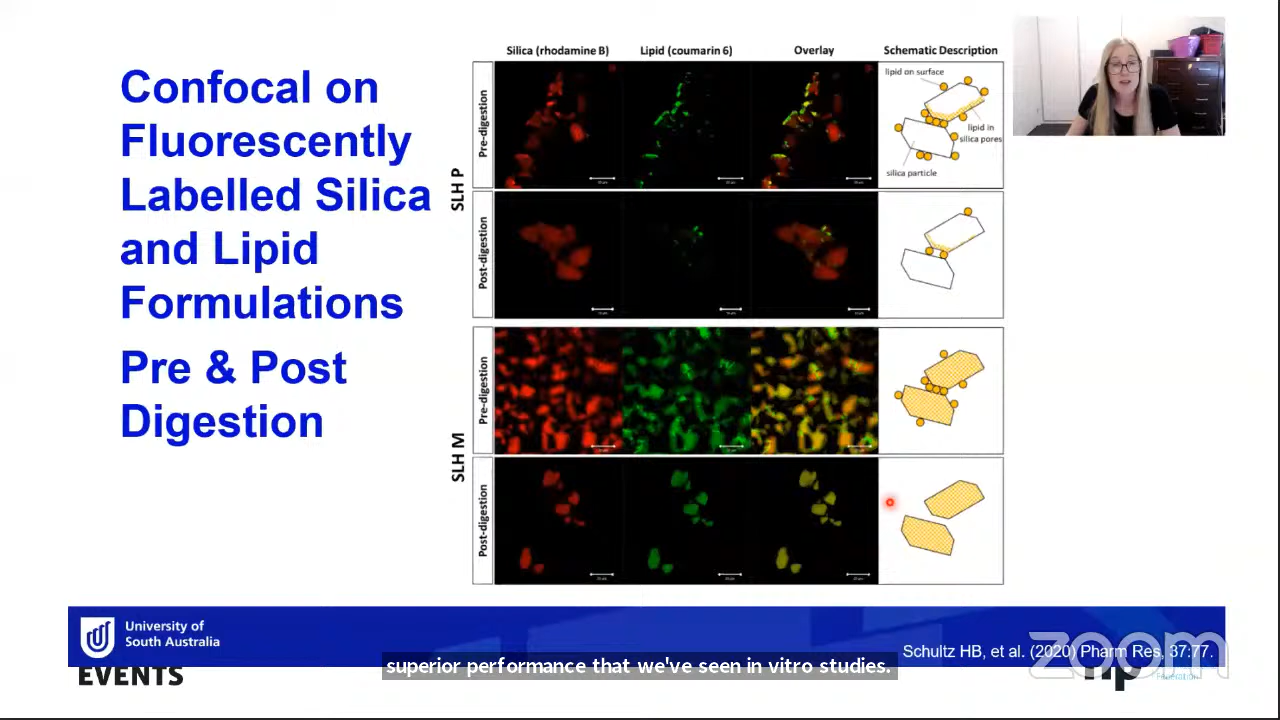 Confocal on
Fluorescently
Labelled Silica
and Lipid
Formulations
Pre & Post
Digestion
Silica (rhodamine B)
Lipid (coumarin 6)
Overlay
Schematic Description
SLH P
Pre-digestion
lipid on surface
lipid in
silica pores
silica particle
Post-digestion
SLH M
Pre-digestion
Post-digestion
University of
South Australia
Schultz HB, et al. (2020) Pharm Res, 37:77.
zoom
EVENTS
superior performance that we've seen in vitro studies.
Federation